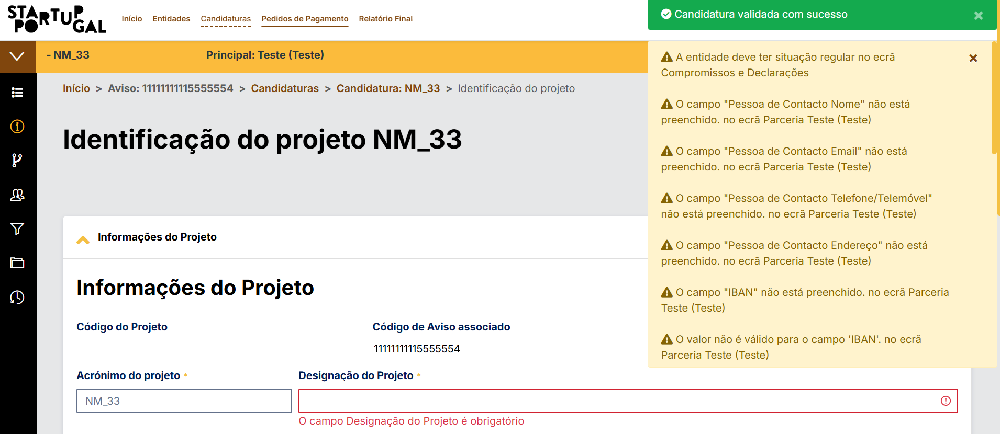 STARTUP
PORTUGAL
Início
Entidades
Candidaturas
Pedidos de Pagamento
Relatório Final
Candidatura validada com sucesso
- NM_33
Principal: Teste (Teste)
Início > Aviso: 11111111115555554 > Candidaturas > Candidatura: NM_33 > Identificação do projeto
Identificação do projeto NM_33
A entidade deve ter situação regular no ecrã
Compromissos e Declarações
O campo "Pessoa de Contacto Nome" não está
preenchido. no ecrã Parceria Teste (Teste)
O campo "Pessoa de Contacto Email" não está
preenchido. no ecrã Parceria Teste (Teste)
O campo "Pessoa de Contacto Telefone/Telemóvel"
não está preenchido. no ecrã Parceria Teste (Teste)
O campo "Pessoa de Contacto Endereço" não está
preenchido. no ecrã Parceria Teste (Teste)
O campo "IBAN" não está preenchido. no ecrã Parceria
Teste (Teste)
O valor não é válido para o campo 'IBAN'. no ecrã
Parceria Teste (Teste)
Informações do Projeto
Informações do Projeto
Código do Projeto
Código de Aviso associado
11111111115555554
Acrónimo do projeto *
Designação do Projeto *
NM_33
O campo Designação do Projeto é obrigatório